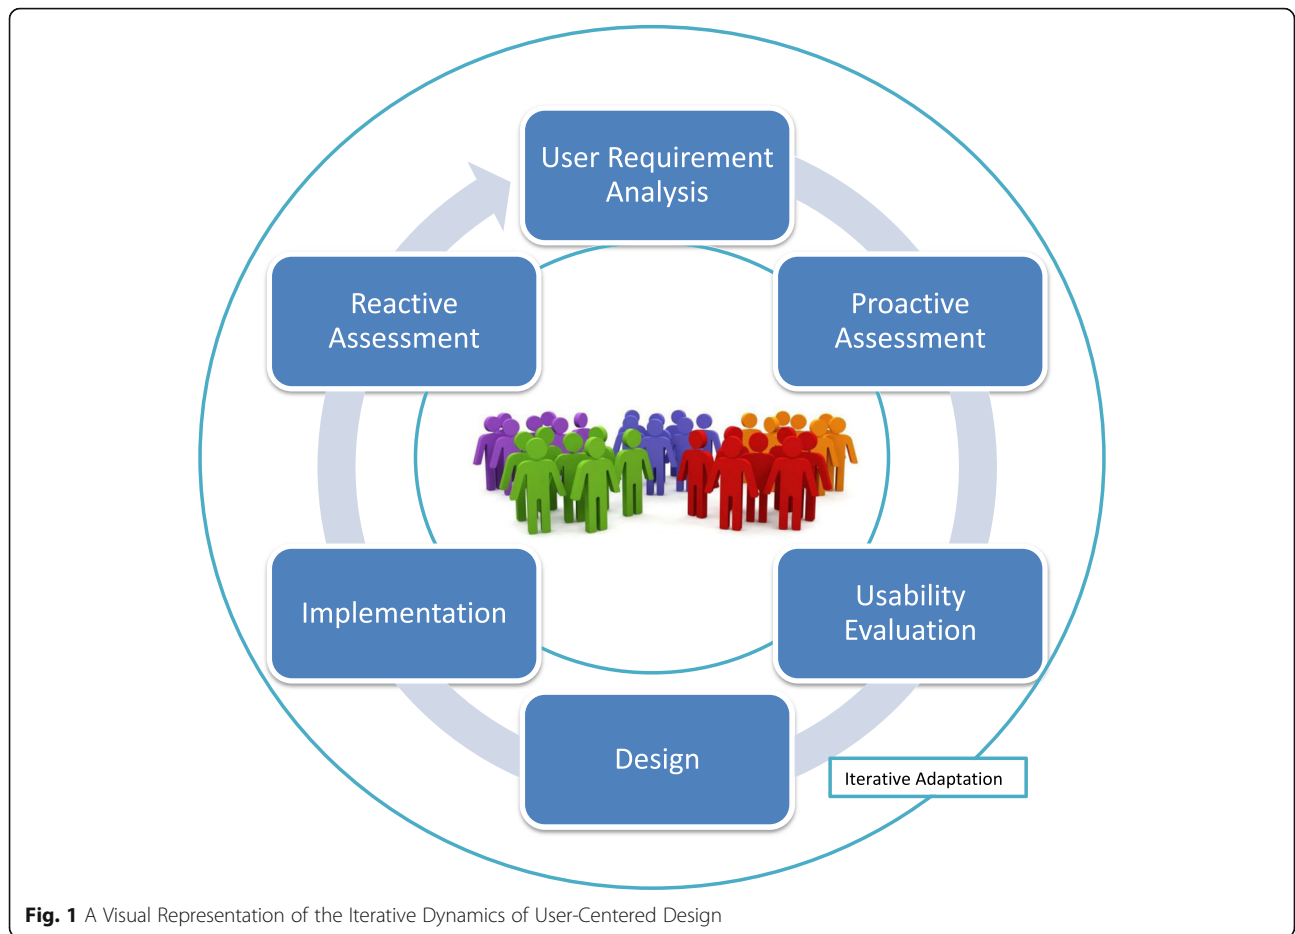 User Requirement
Analysis
Reactive
Assessment
Proactive
Assessment
Implementation
Usability
Evaluation
Design
Iterative Adaptation
Fig. 1 A Visual Representation of the Iterative Dynamics of User-Centered Design